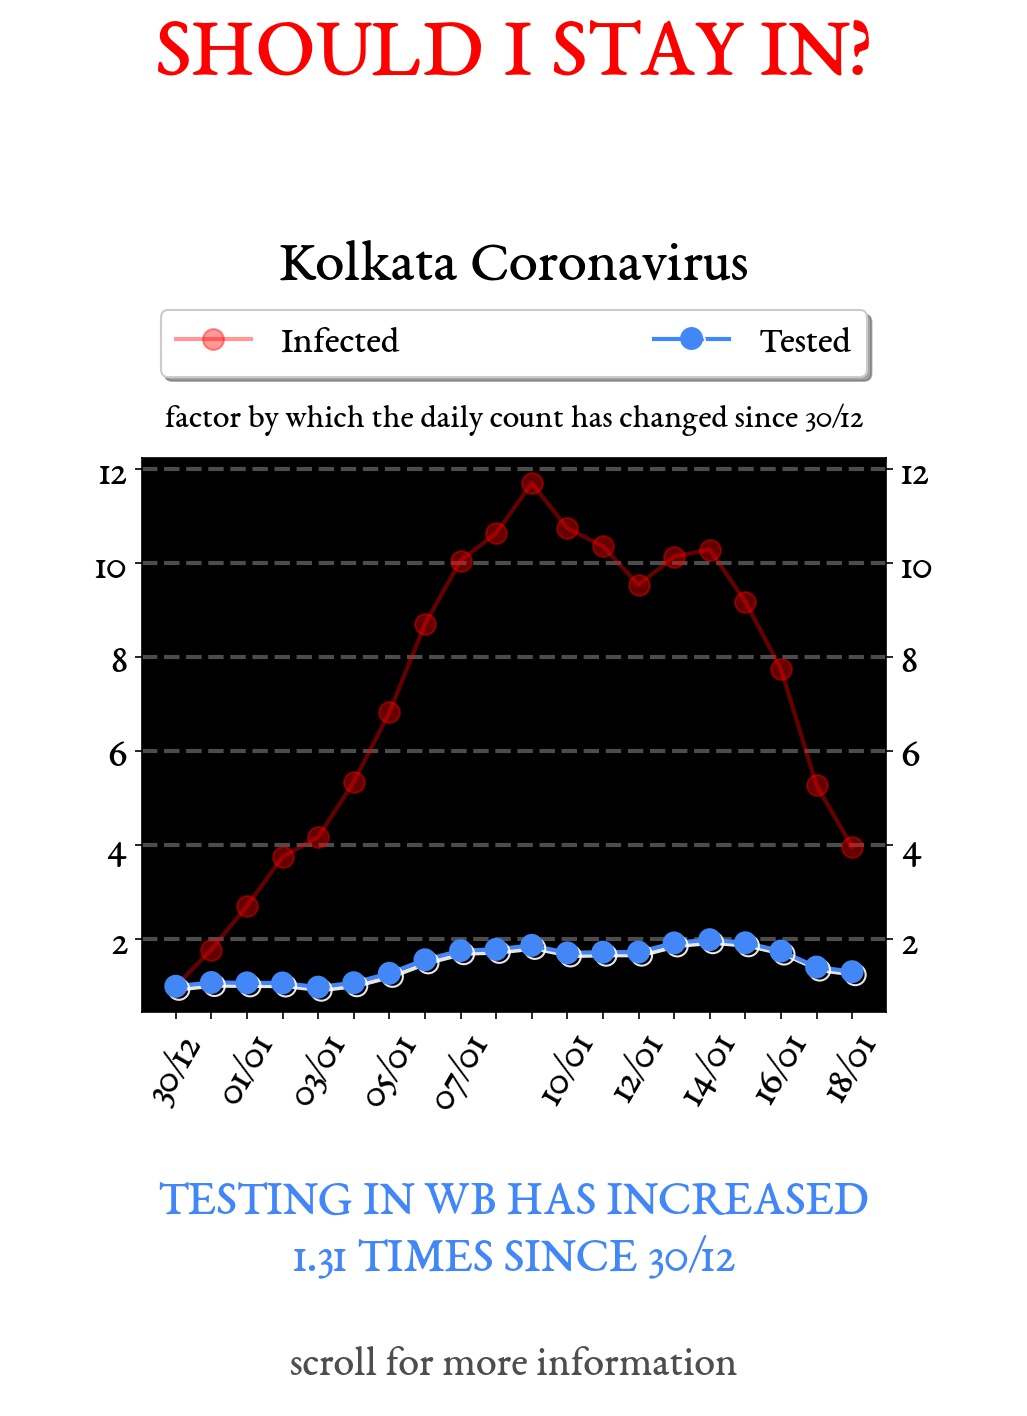 SHOULD I STAY IN?
Kolkata Coronavirus
Infected Tested
factor by which the daily count has changed since 30/12
12 12
10 10
8 8
6 6
4 4
2 2
30/12 01/01 03/01 05/01 07/01 10/01 12/01 14/01 16/01 18/01
TESTING IN WB HAS INCREASED
1.31 TIMES SINCE 30/12
scroll for more information